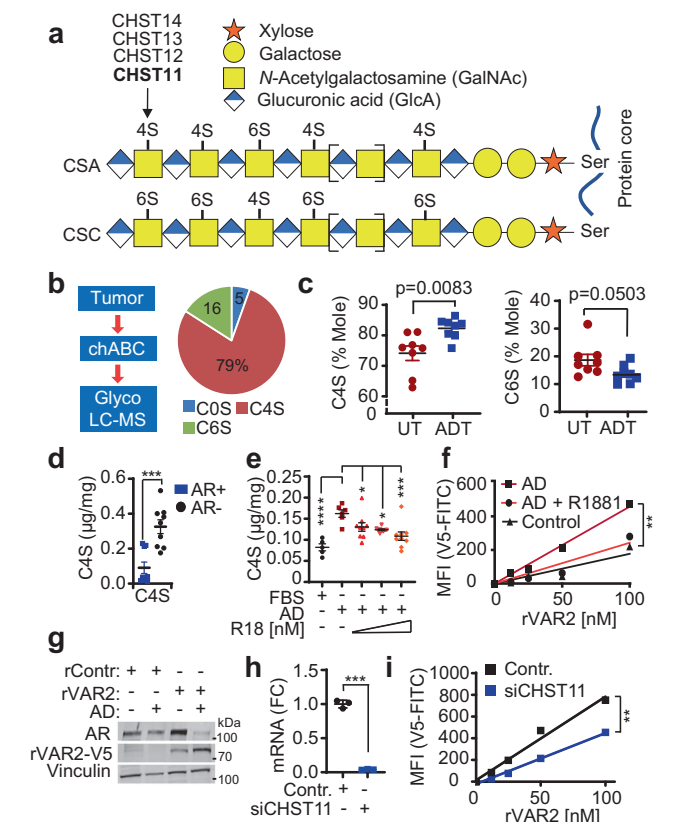 a
CHST14
CHST13
CHST12
CHST11
Xylose
Galactose
N-Acetylgalactosamine (GalNAc)
Glucuronic acid (GlcA)
4S 4S 6S 4S 4S
CSA
Ser
Protein core
6S 6S 4S 6S 6S
CSC
Ser
b
Tumor
chABC
Glyco
LC-MS
16
5
79%
C0S C4S
C6S
c
p=0.0083
C4S (% Mole)
90
80
70
60
0
UT ADT
p=0.0503
C6S (% Mole)
40
30
20
10
0
UT ADT
d
C4S (µg/mg)
0.6
0.4
0.2
0.0
***
AR+
AR-
C4S
e
C4S (µg/mg)
0.25
0.20
0.15
0.10
0.05
0
****
*
*
***
FBS + - - - -
AD - + + + +
R18 [nM] - -
f
MFI (V5-FITC)
600
400
200
0
AD
AD + R1881
Control
**
0 50 100
rVAR2 [nM]
g
rContr: + + - -
rVAR2: - - + +
AD: - + - +
kDa
AR
100
rVAR2-V5
70
Vinculin
100
h
mRNA (FC)
1.5
1.0
0.5
0.0
***
Contr. + -
siCHST11 - +
i
MFI (V5-FITC)
1000
800
600
400
200
0
Contr.
siCHST11
**
0 50 100
rVAR2 [nM]